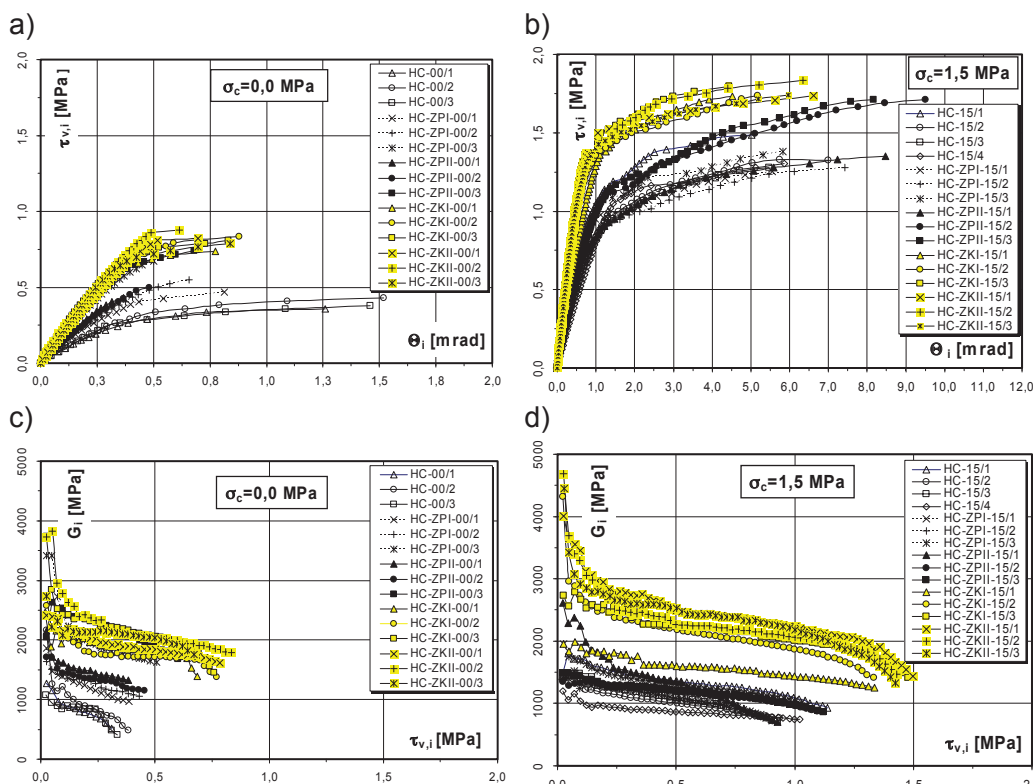 a)
τv,i [MPa]
2,0
1,5
1,0
0,5
0,0
σc=0,0 MPa
HC-00/1
HC-00/2
HC-00/3
HC-ZPI-00/1
HC-ZPI-00/2
HC-ZPI-00/3
HC-ZPII-00/1
HC-ZPII-00/2
HC-ZPII-00/3
HC-ZKI-00/1
HC-ZKI-00/2
HC-ZKI-00/3
HC-ZKII-00/1
HC-ZKII-00/2
HC-ZKII-00/3
Θi [mrad]
0,0 0,3 0,5 0,8 1,0 1,3 1,5 1,8 2,0
b)
τv,i [MPa]
2,0
1,5
1,0
0,5
0,0
σc=1,5 MPa
HC-15/1
HC-15/2
HC-15/3
HC-15/4
HC-ZPI-15/1
HC-ZPI-15/2
HC-ZPI-15/3
HC-ZPII-15/1
HC-ZPII-15/2
HC-ZPII-15/3
HC-ZKI-15/1
HC-ZKI-15/2
HC-ZKI-15/3
HC-ZKII-15/1
HC-ZKII-15/2
HC-ZKII-15/3
Θi [mrad]
0,0 1,0 2,0 3,0 4,0 5,0 6,0 7,0 8,0 9,0 10,0 11,0 12,0
c)
Gi [MPa]
5000
4000
3000
2000
1000
0
σc=0,0 MPa
HC-00/1
HC-00/2
HC-00/3
HC-ZPI-00/1
HC-ZPI-00/2
HC-ZPI-00/3
HC-ZPII-00/1
HC-ZPII-00/2
HC-ZPII-00/3
HC-ZKI-00/1
HC-ZKI-00/2
HC-ZKI-00/3
HC-ZKII-00/1
HC-ZKII-00/2
HC-ZKII-00/3
τv,i [MPa]
0,0 0,5 1,0 1,5 2,0
d)
Gi [MPa]
5000
4000
3000
2000
1000
0
σc=1,5 MPa
HC-15/1
HC-15/2
HC-15/3
HC-15/4
HC-ZPI-15/1
HC-ZPI-15/2
HC-ZPI-15/3
HC-ZPII-15/1
HC-ZPII-15/2
HC-ZPII-15/3
HC-ZKI-15/1
HC-ZKI-15/2
HC-ZKI-15/3
HC-ZKII-15/1
HC-ZKII-15/2
HC-ZKII-15/3
τv,i [MPa]
0,0 0,5 1,0 1,5